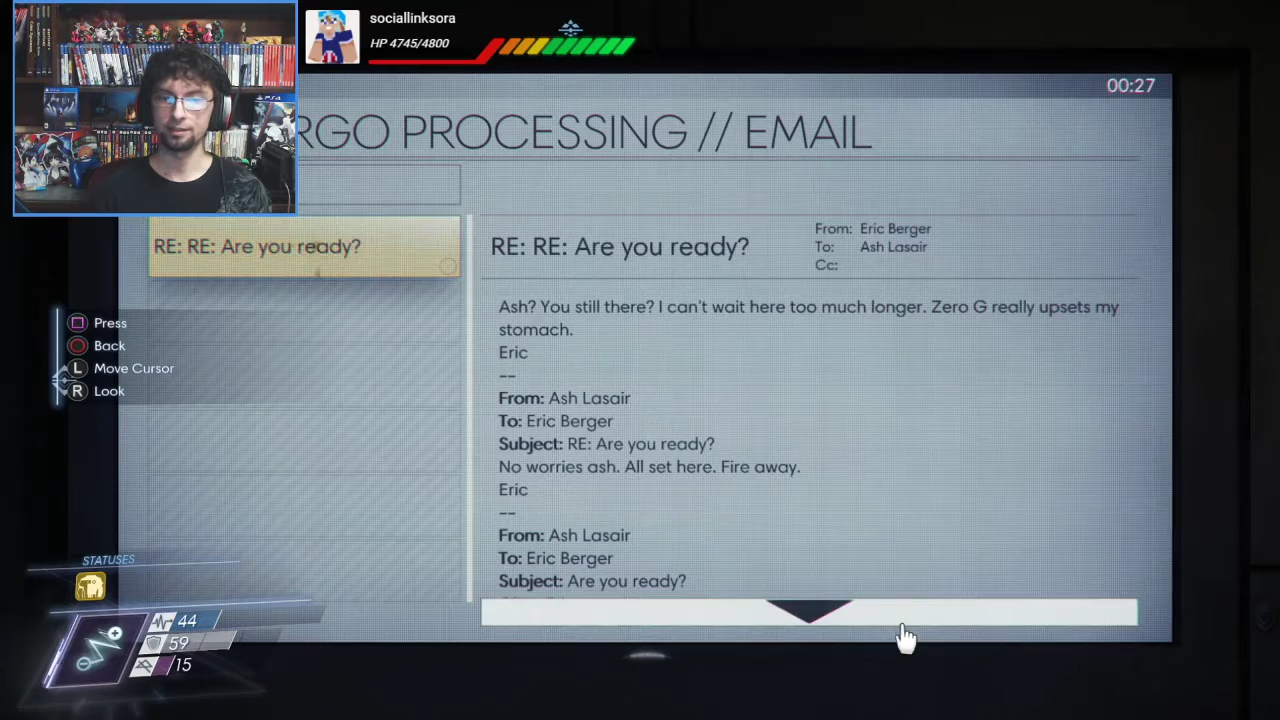 sociallinksora
HP 4745/4800
00:27
RGO PROCESSING // EMAIL
RE: RE: Are you ready?
RE: RE: Are you ready?
From: Eric Berger
To: Ash Lasair
Cc:
Ash? You still there? I can't wait here too much longer. Zero G really upsets my
stomach.
Eric
--
From: Ash Lasair
To: Eric Berger
Subject: RE: Are you ready?
No worries ash. All set here. Fire away.
Eric
--
From: Ash Lasair
To: Eric Berger
Subject: Are you ready?
Press
Back
L Move Cursor
R Look
STATUSES
44
59
15
PREY